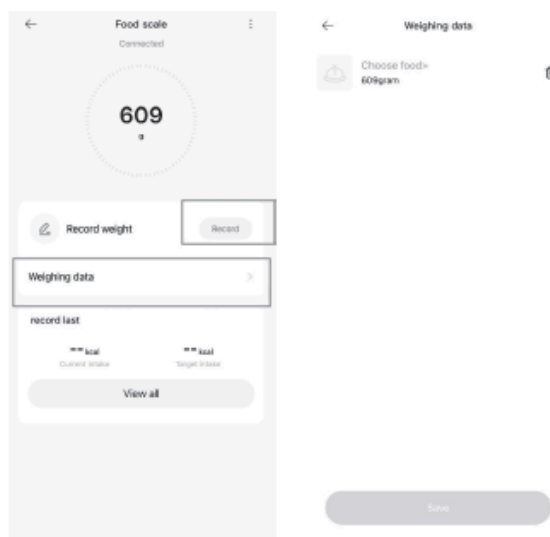 Food scale
Connected
609
g
Record weight
Record
Weighing data
record last
--kcal
--kcal
Current intake
Target intake
View all
Weighing data
Choose food>
609gram
Save